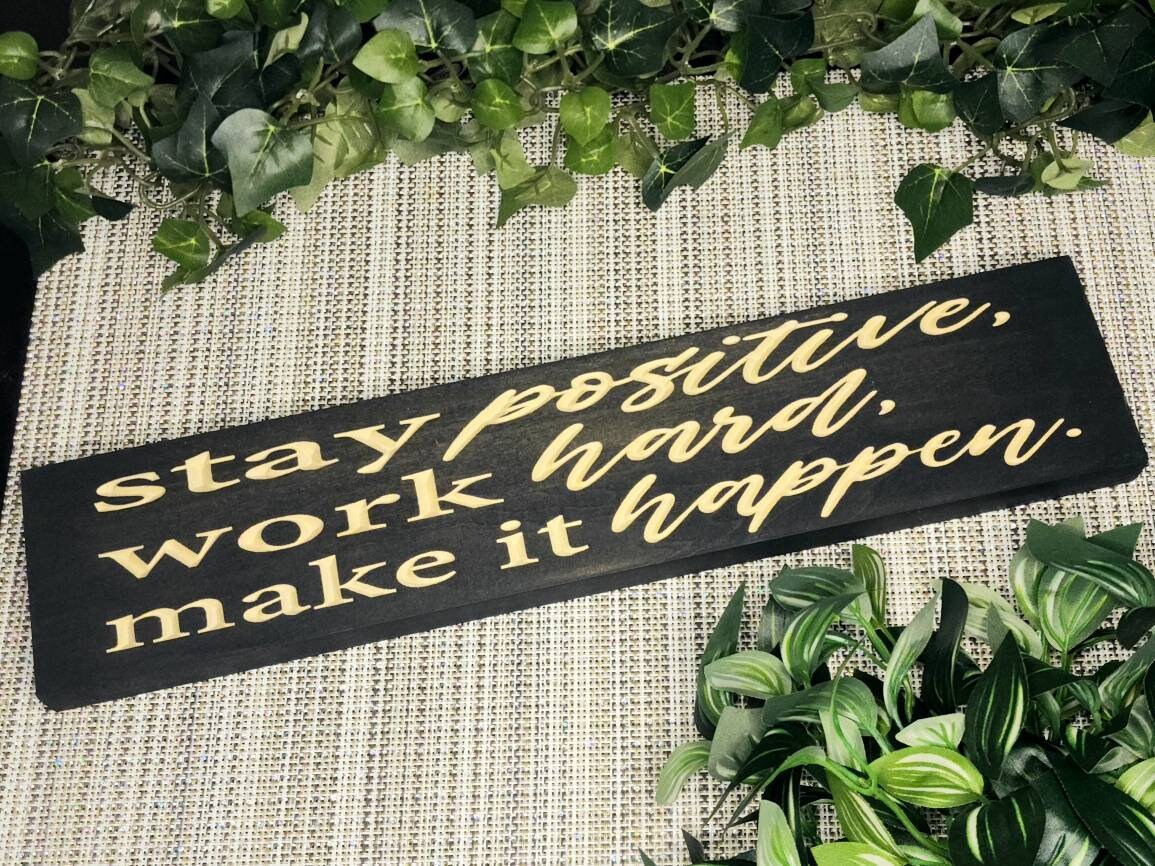 stay positive,
work hard,
make it happen.